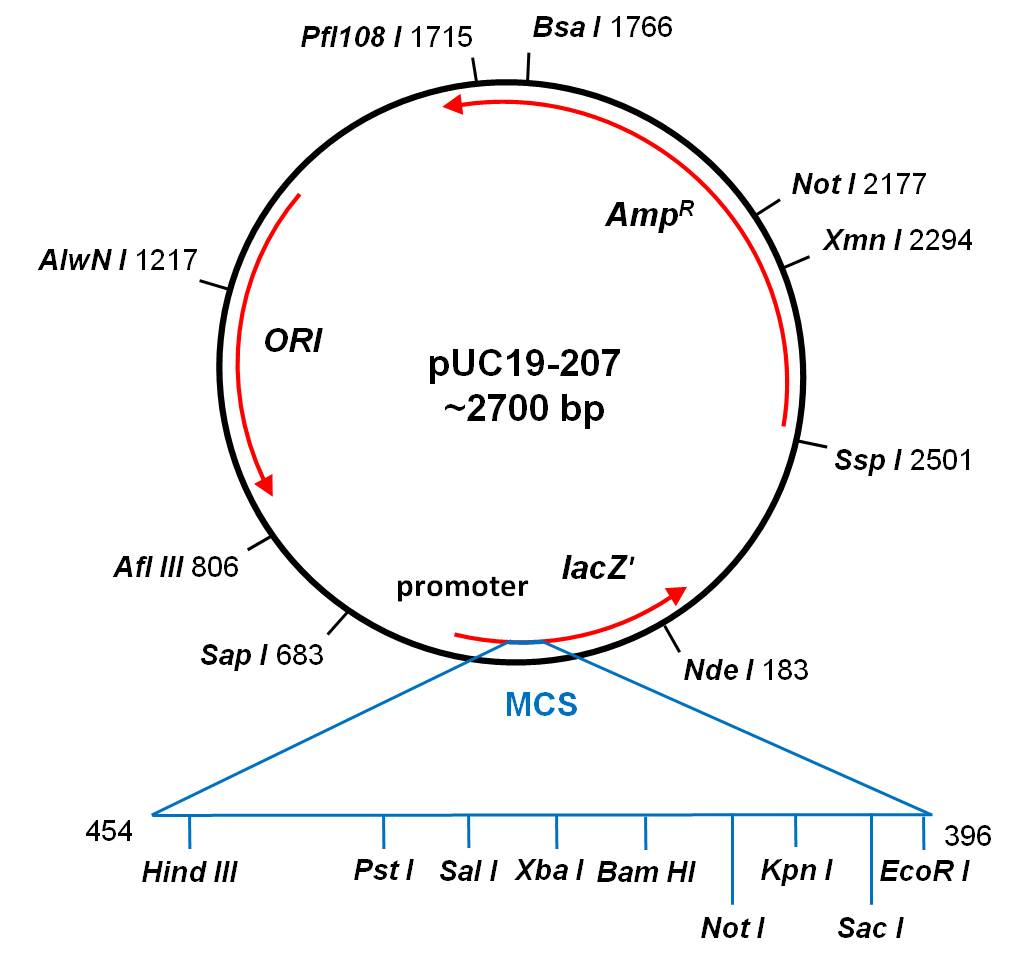 Pfl108 I 1715
Bsa I 1766
Not I 2177
Xmn I 2294
AmpR
AlwN I 1217
ORI
pUC19-207
~2700 bp
Ssp I 2501
Afl III 806
promoter
lacZ'
Sap I 683
Nde I 183
MCS
454
396
Hind III
Pst I
Sal I
Xba I
Bam HI
Kpn I
EcoR I
Not I
Sac I